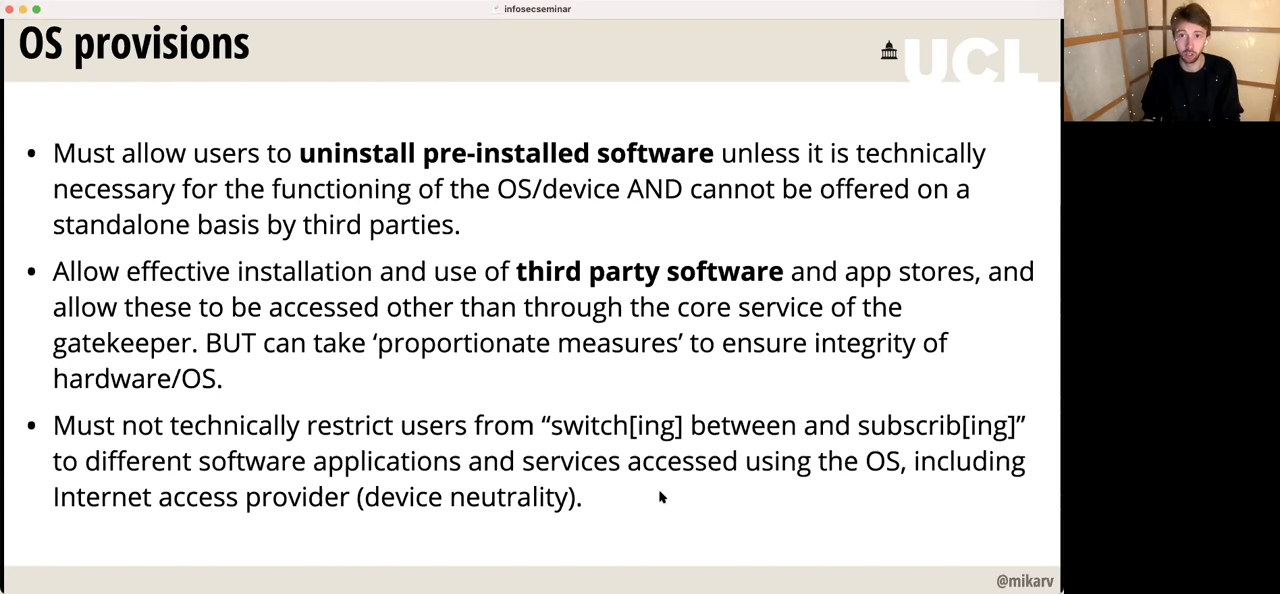 infosecseminar
OS provisions
UCL
• Must allow users to uninstall pre-installed software unless it is technically
necessary for the functioning of the OS/device AND cannot be offered on a
standalone basis by third parties.
• Allow effective installation and use of third party software and app stores, and
allow these to be accessed other than through the core service of the
gatekeeper. BUT can take ‘proportionate measures’ to ensure integrity of
hardware/OS.
• Must not technically restrict users from “switch[ing] between and subscrib[ing]”
to different software applications and services accessed using the OS, including
Internet access provider (device neutrality).
@mikarv